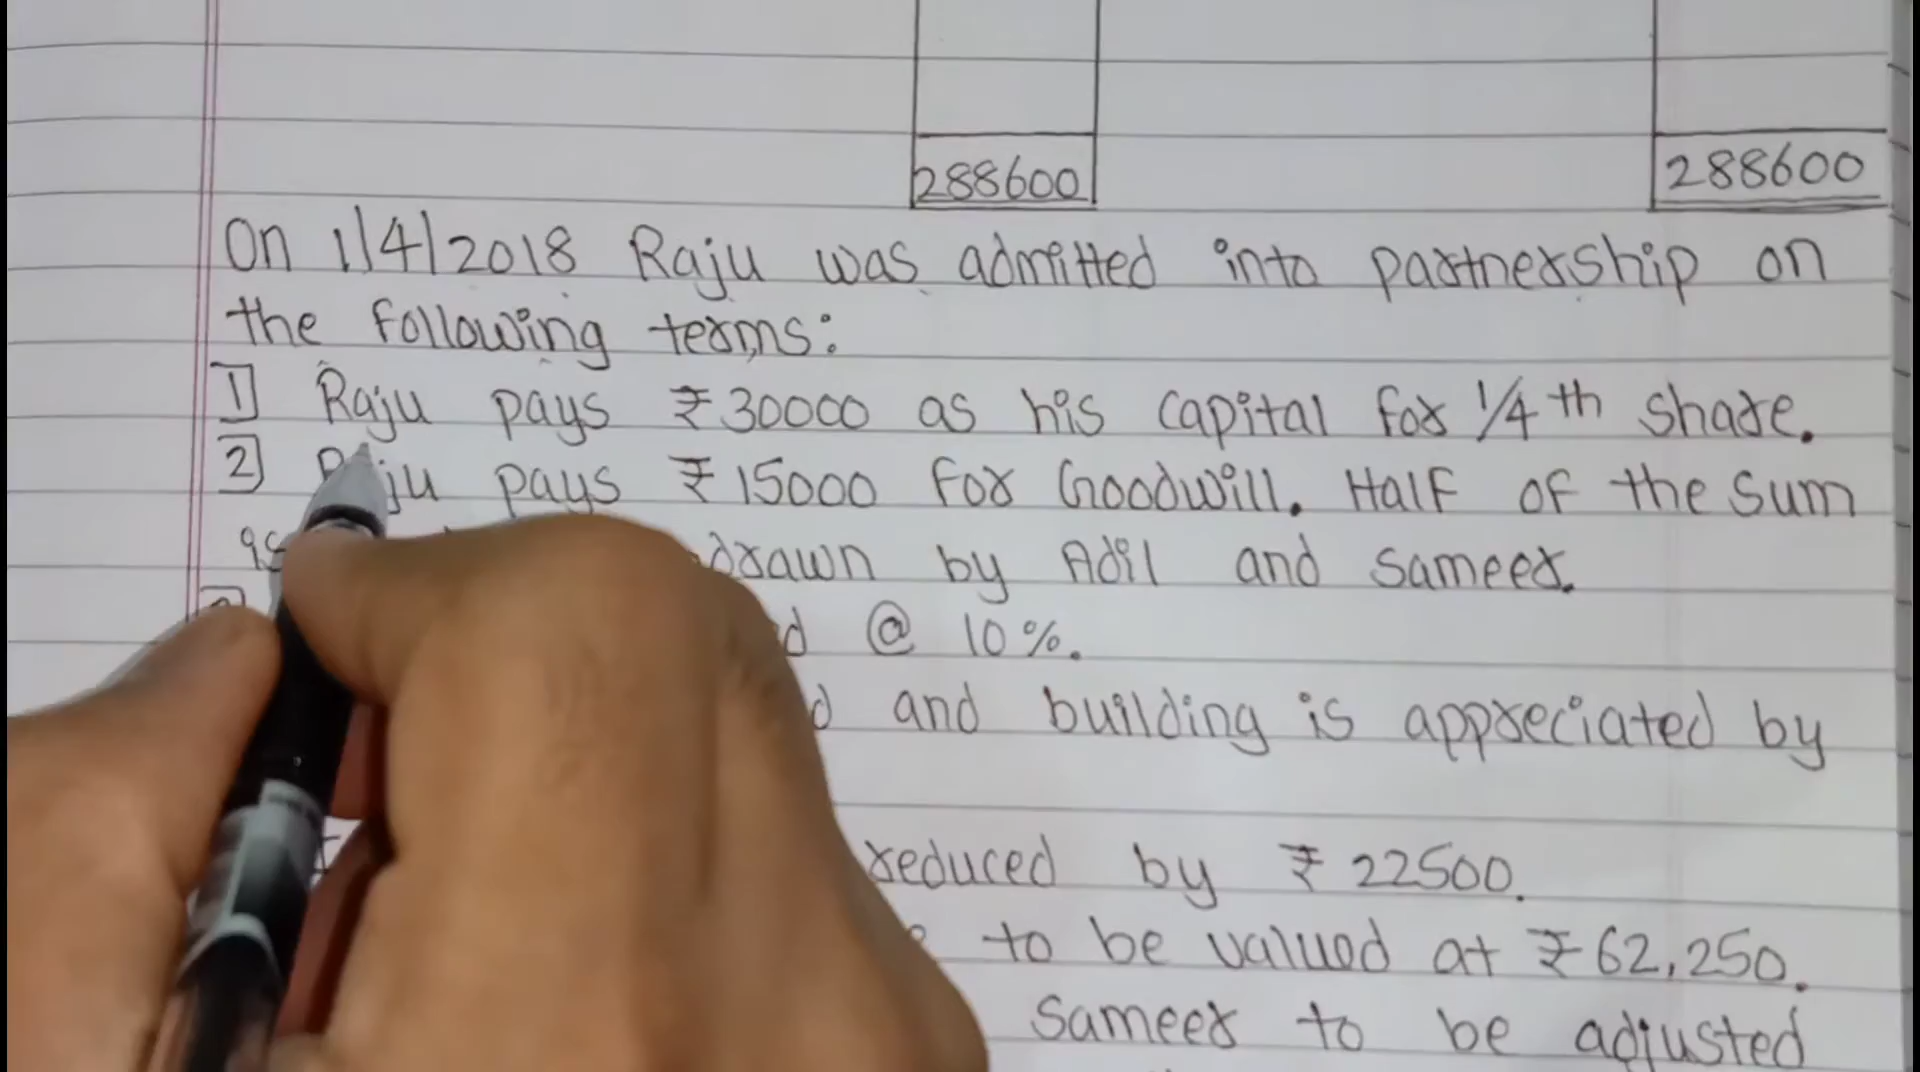 288600 288600
On 1/4/2018 Raju was admitted into partnership on
the following terms:
1 Raju pays ₹30000 as his capital for 1/4th share.
2 Raju pays ₹15000 for Goodwill. Half of the sum
by Adil and Sameer.
@ 10%.
and building is appreciated by
reduced by ₹22500.
to be valued at ₹62,250.
Sameer to be adjusted